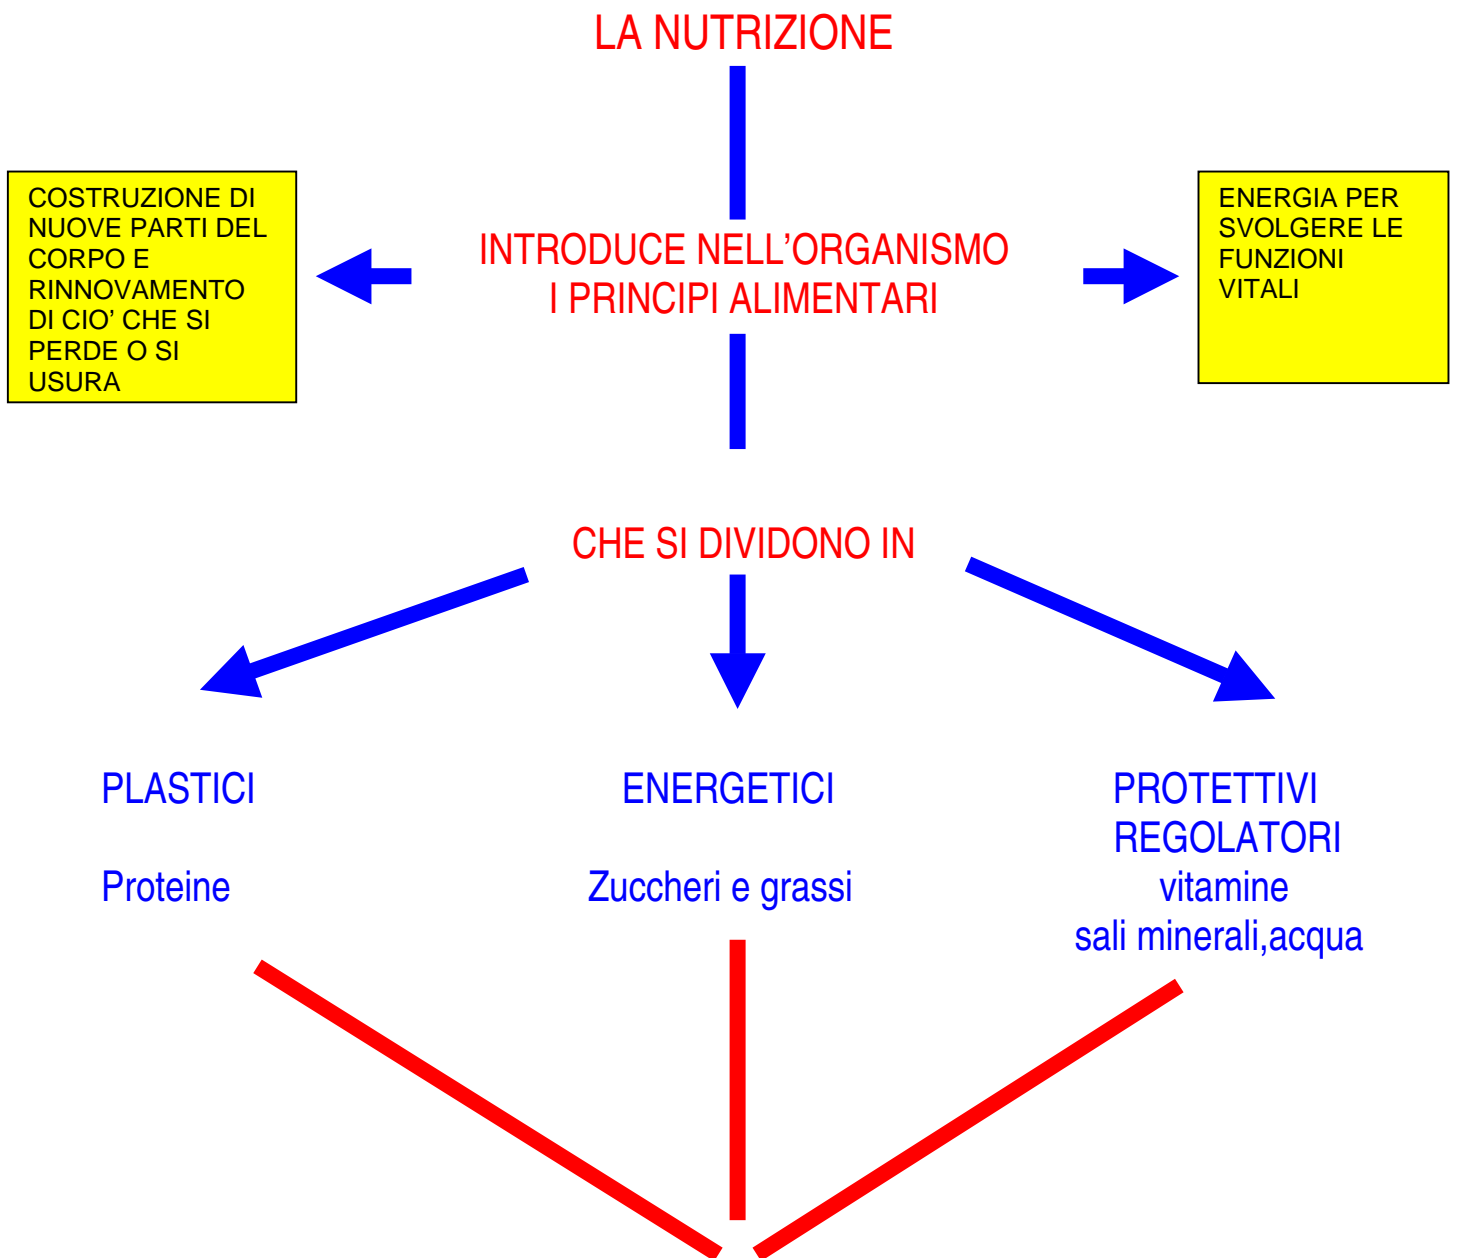 LA NUTRIZIONE
COSTRUZIONE DI
NUOVE PARTI DEL
CORPO E
RINNOVAMENTO
DI CIO' CHE SI
PERDE O SI
USURA
INTRODUCE NELL'ORGANISMO
I PRINCIPI ALIMENTARI
ENERGIA PER
SVOLGERE LE
FUNZIONI
VITALI
CHE SI DIVIDONO IN
PLASTICI
Proteine
ENERGETICI
Zuccheri e grassi
PROTETTIVI
REGOLATORI
vitamine
sali minerali,acqua